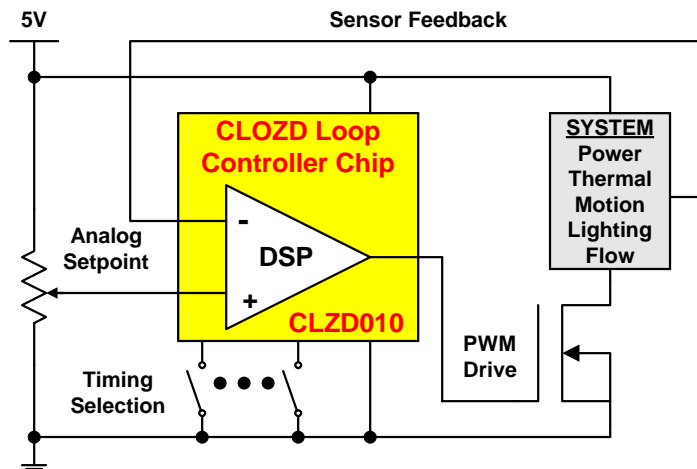 5V
Sensor Feedback
CLOZD Loop
Controller Chip
SYSTEM
Power
Thermal
Motion
Lighting
Flow
Analog
Setpoint
-
DSP
+
CLZD010
PWM
Drive
Timing
Selection